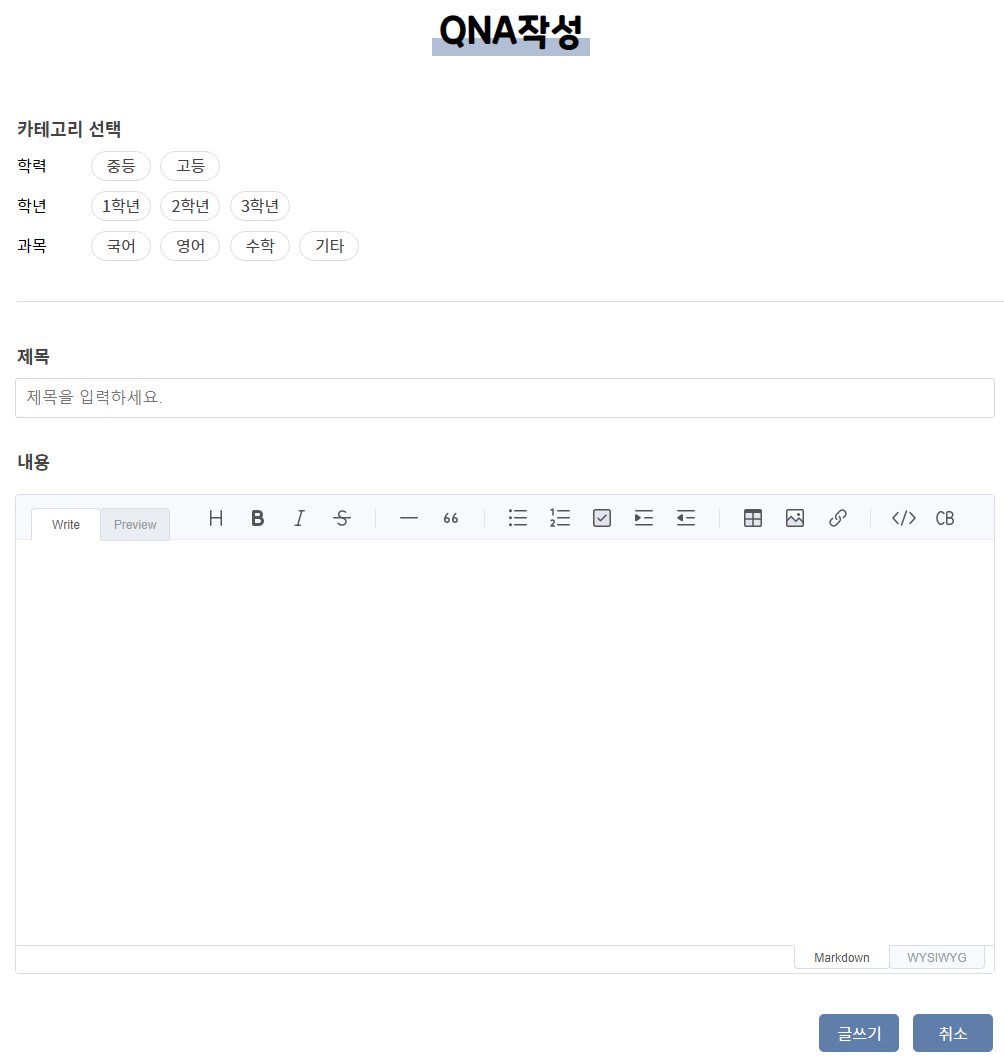 QNA작성
카테고리 선택
학력 중등 고등
학년 1학년 2학년 3학년
과목 국어 영어 수학 기타
제목
제목을 입력하세요.
내용
Write Preview H B I S 66 </> CB
Markdown WYSIWYG
글쓰기 취소